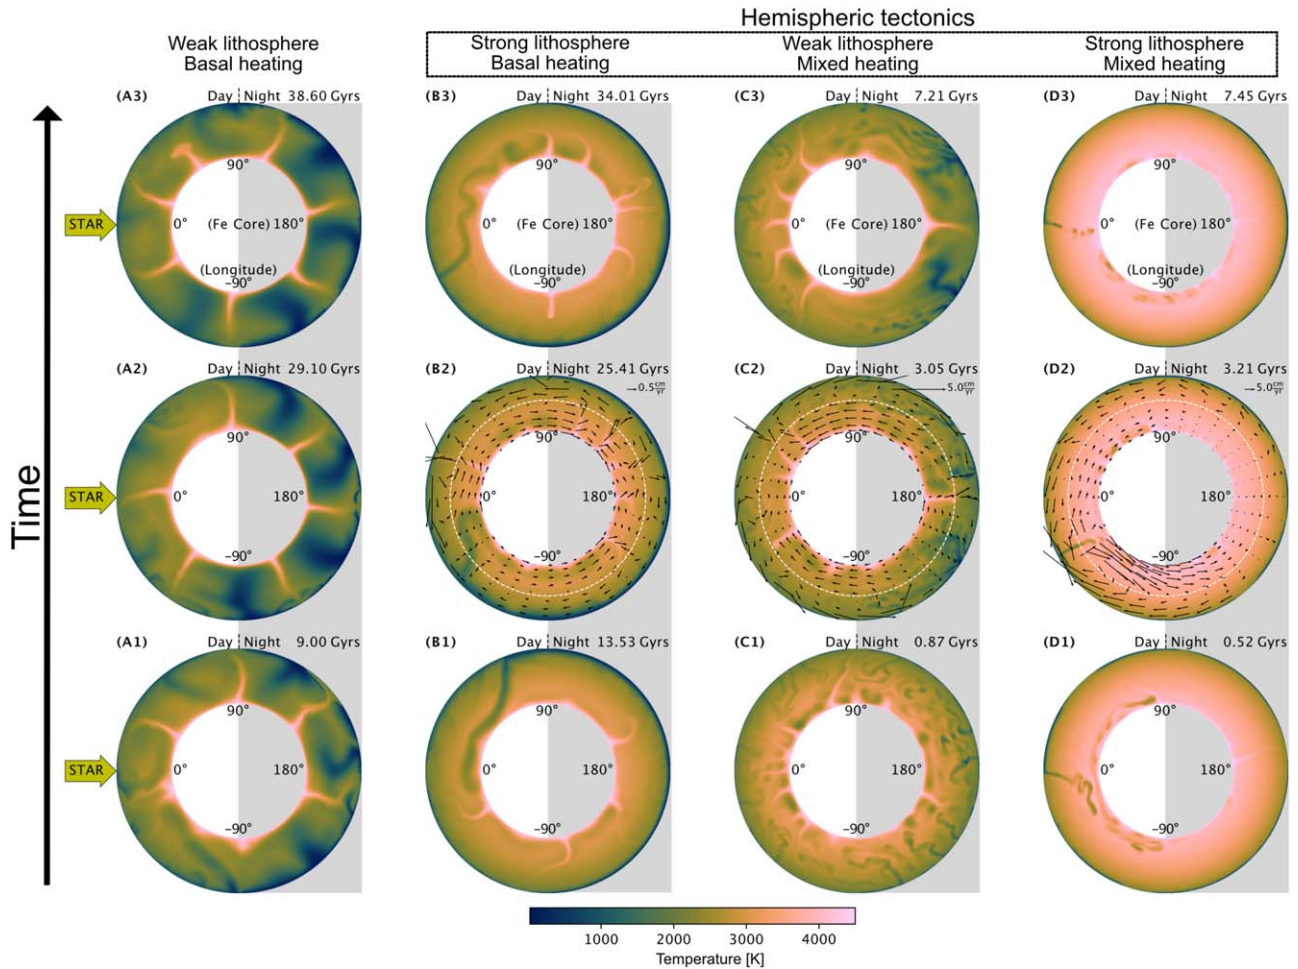 Hemispheric tectonics
Weak lithosphere
Basal heating
Strong lithosphere
Basal heating
Weak lithosphere
Mixed heating
Strong lithosphere
Mixed heating
Time
(A3) Day Night 38.60 Gyrs
STAR
90°
0° (Fe Core) 180°
(Longitude)
−90°
(B3) Day Night 34.01 Gyrs
90°
0° (Fe Core) 180°
(Longitude)
−90°
(C3) Day Night 7.21 Gyrs
90°
0° (Fe Core) 180°
(Longitude)
−90°
(D3) Day Night 7.45 Gyrs
90°
0° (Fe Core) 180°
(Longitude)
−90°
(A2) Day Night 29.10 Gyrs
STAR
90°
0° 180°
−90°
(B2) Day Night 25.41 Gyrs
0.5 cm/yr
90°
0° 180°
−90°
(C2) Day Night 3.05 Gyrs
5.0 cm/yr
90°
0° 180°
−90°
(D2) Day Night 3.21 Gyrs
5.0 cm/yr
90°
0° 180°
−90°
(A1) Day Night 9.00 Gyrs
STAR
90°
0° 180°
−90°
(B1) Day Night 13.53 Gyrs
90°
0° 180°
−90°
(C1) Day Night 0.87 Gyrs
90°
0° 180°
−90°
(D1) Day Night 0.52 Gyrs
90°
0° 180°
−90°
1000 2000 3000 4000
Temperature [K]